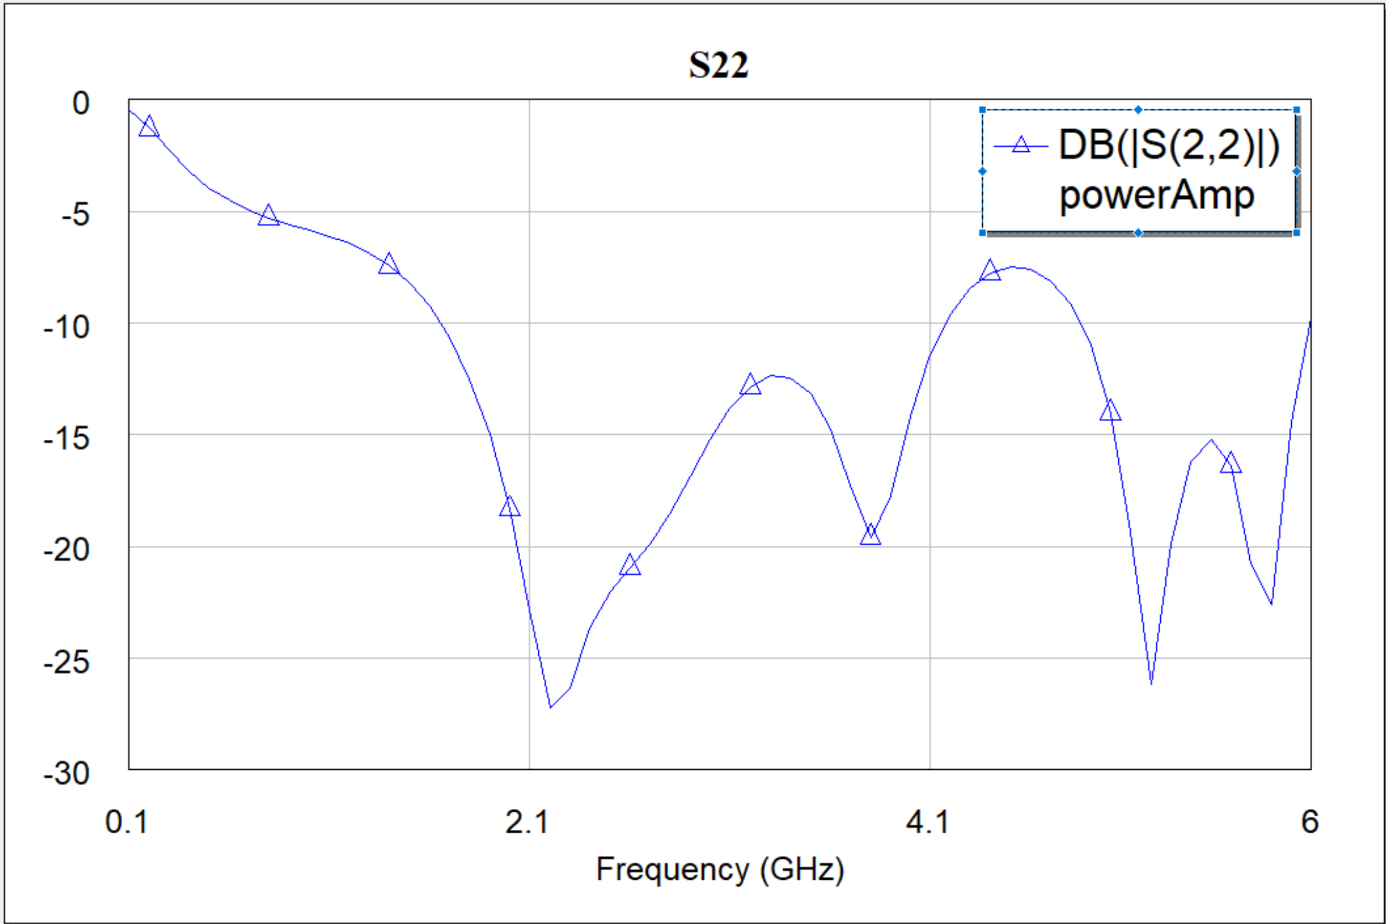 S22
DB(|S(2,2)|)
powerAmp
0
-5
-10
-15
-20
-25
-30
0.1
2.1
4.1
6
Frequency (GHz)